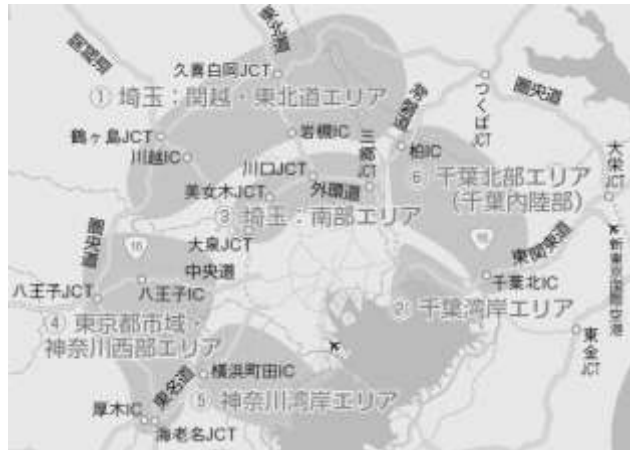 関越道
東北道
久喜白岡JCT
① 埼玉：関越・東北道エリア
常磐道
つくばJCT
圏央道
鶴ヶ島JCT
川越IC
岩槻IC
三郷JCT
柏IC
川口JCT
外環道
美女木JCT
⑥ 千葉北部エリア
（千葉内陸部）
大栄JCT
③ 埼玉：南部エリア
圏央道
16
大泉JCT
16
東関東道
新東京国際空港
中央道
八王子JCT
八王子IC
千葉北IC
② 千葉湾岸エリア
④ 東京都市域・
神奈川西部エリア
東金JCT
東名道
横浜町田IC
⑤ 神奈川湾岸エリア
厚木IC
海老名JCT